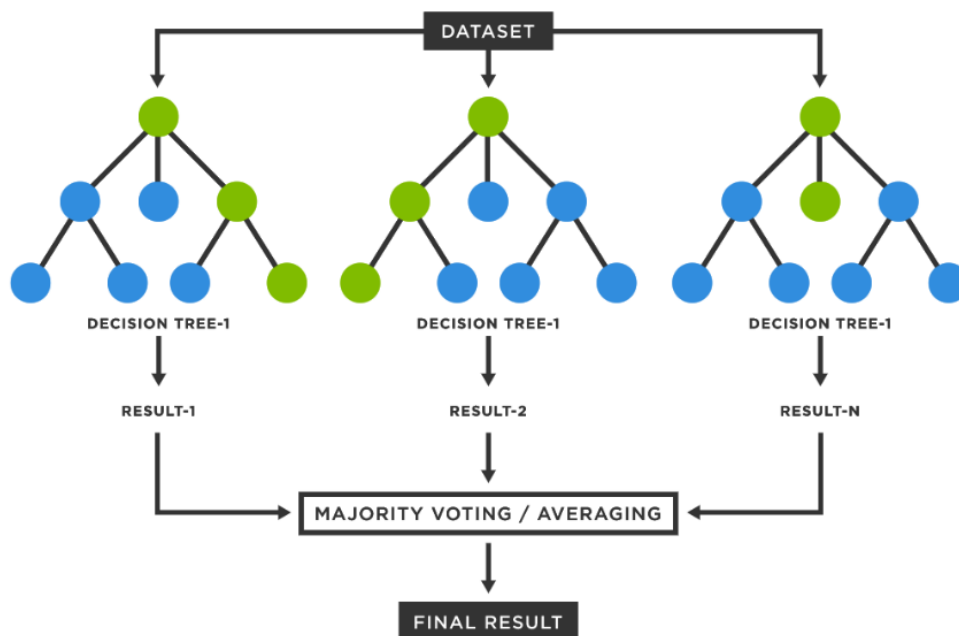 DATASET
DECISION TREE-1
DECISION TREE-1
DECISION TREE-1
RESULT-1
RESULT-2
RESULT-N
MAJORITY VOTING / AVERAGING
FINAL RESULT